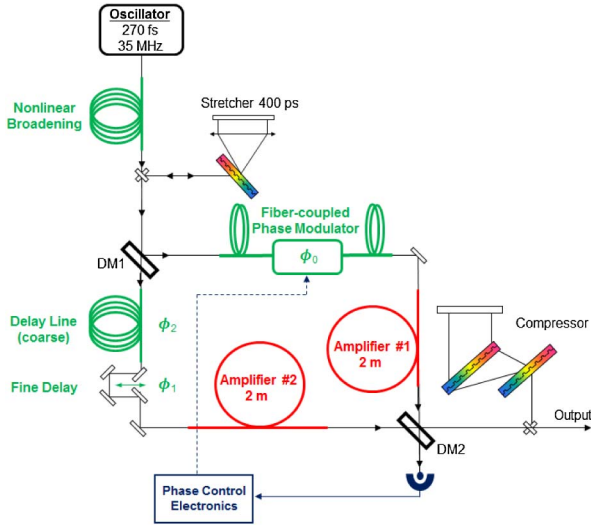 Oscillator
270 fs
35 MHz
Nonlinear
Broadening
Stretcher 400 ps
Fiber-coupled
Phase Modulator
ϕ0
DM1
Delay Line
(coarse)
ϕ2
Fine Delay
ϕ1
Amplifier #1
2 m
Amplifier #2
2 m
Compressor
Output
DM2
Phase Control
Electronics